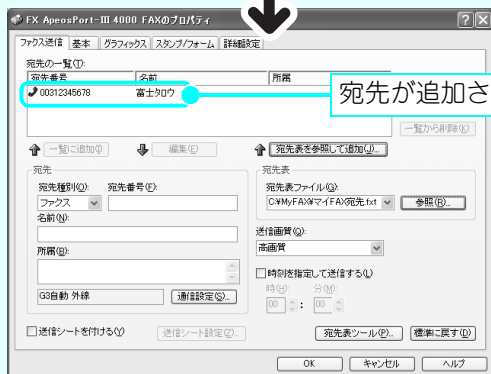 FX ApeosPort-III 4000 FAXのプロパティ
ファクス送信 基本 グラフィックス スタンプ/フォーム 詳細設定
宛先の一覧(T):
宛先番号 名前 所属
00312345678 富士タロウ
宛先が追加さ
一覧から削除(K)
一覧に追加 編集(E) 宛先表を参照して追加(J)...
宛先 宛先表
宛先種別(O): 宛先番号(F): 宛先表ファイル(G):
ファクス C:¥MyFAX¥マイFAX宛先.fxt 参照(R)...
名前(N):
送信画質(Q):
所属(B): 高画質
時刻を指定して送信する(L)
時(H): 分(M):
G3自動 外線 通信設定(S)... 00 : 00
送信シートを付ける(Y) 送信シート設定(Z)... 宛先表ツール(P)... 標準に戻す(D)
OK キャンセル ヘルプ